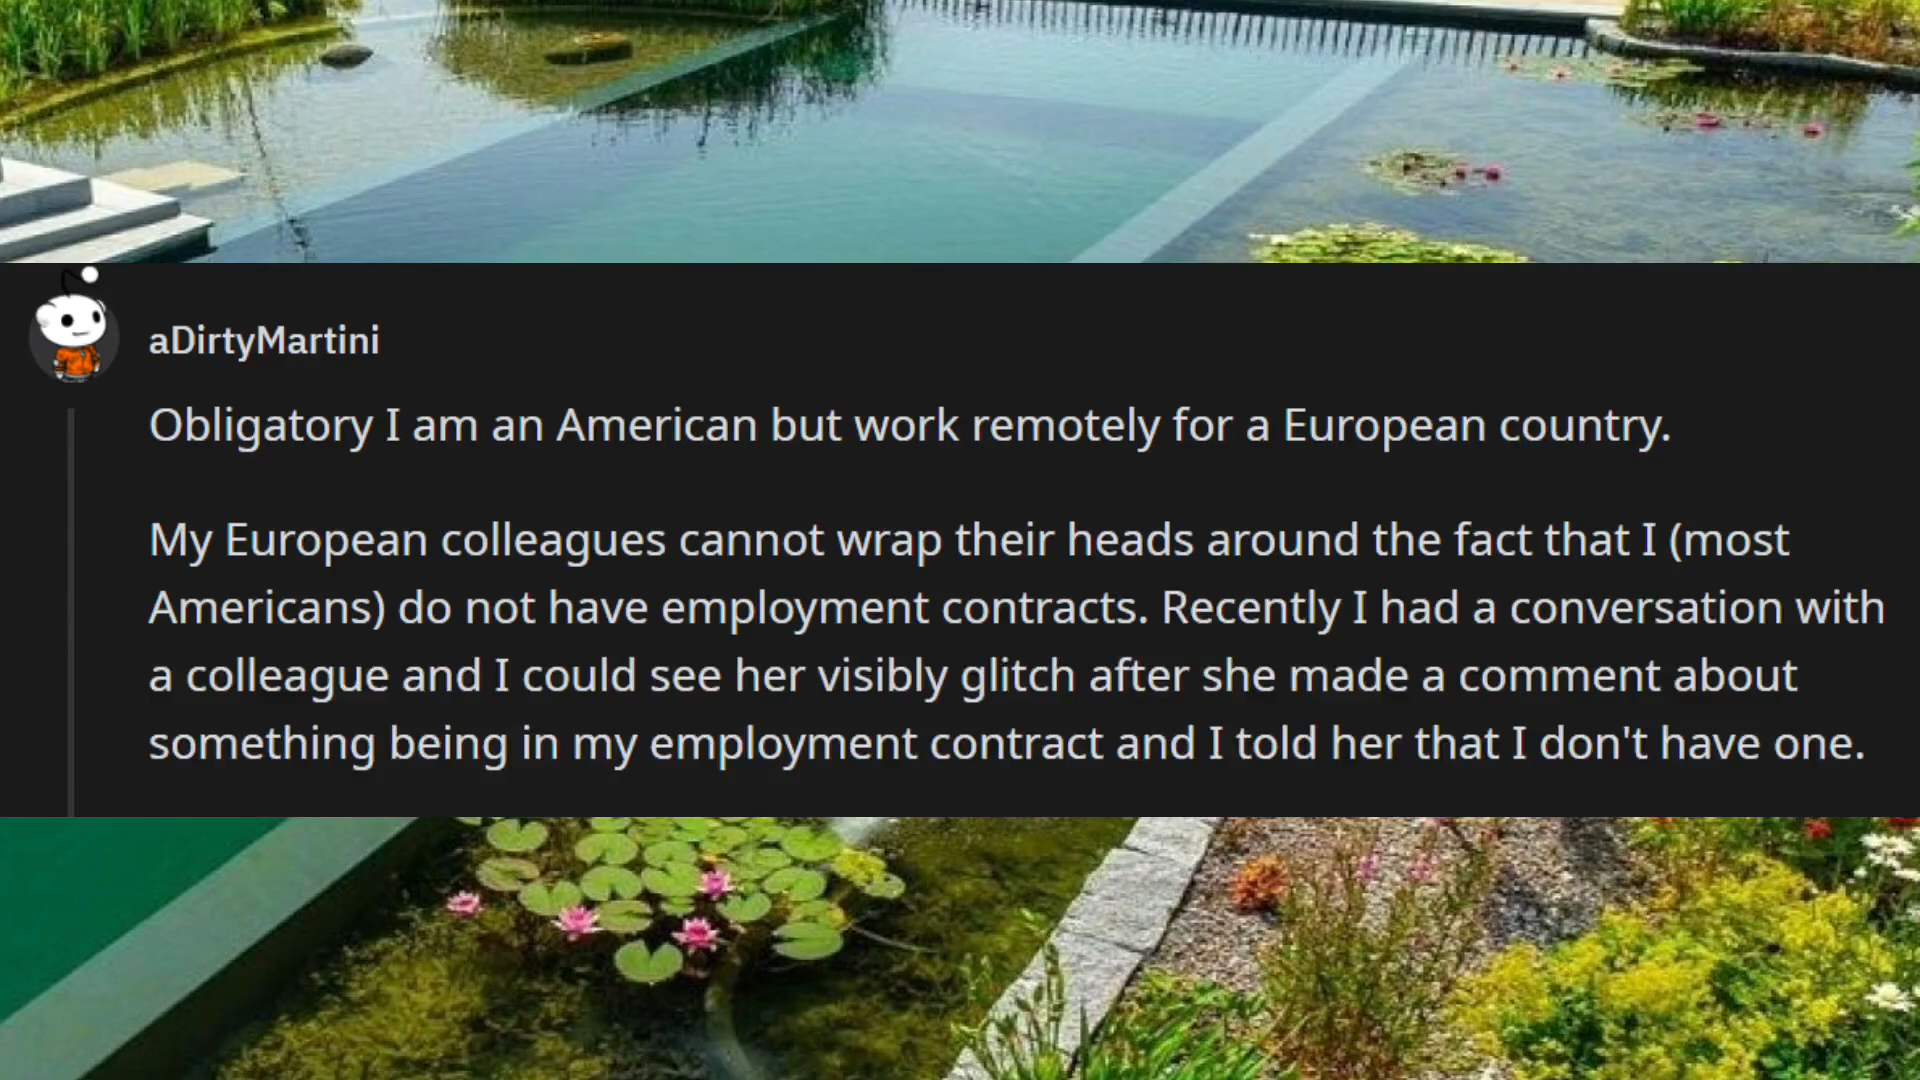 aDirtyMartini
Obligatory I am an American but work remotely for a European country.
My European colleagues cannot wrap their heads around the fact that I (most
Americans) do not have employment contracts. Recently I had a conversation with
a colleague and I could see her visibly glitch after she made a comment about
something being in my employment contract and I told her that I don't have one.